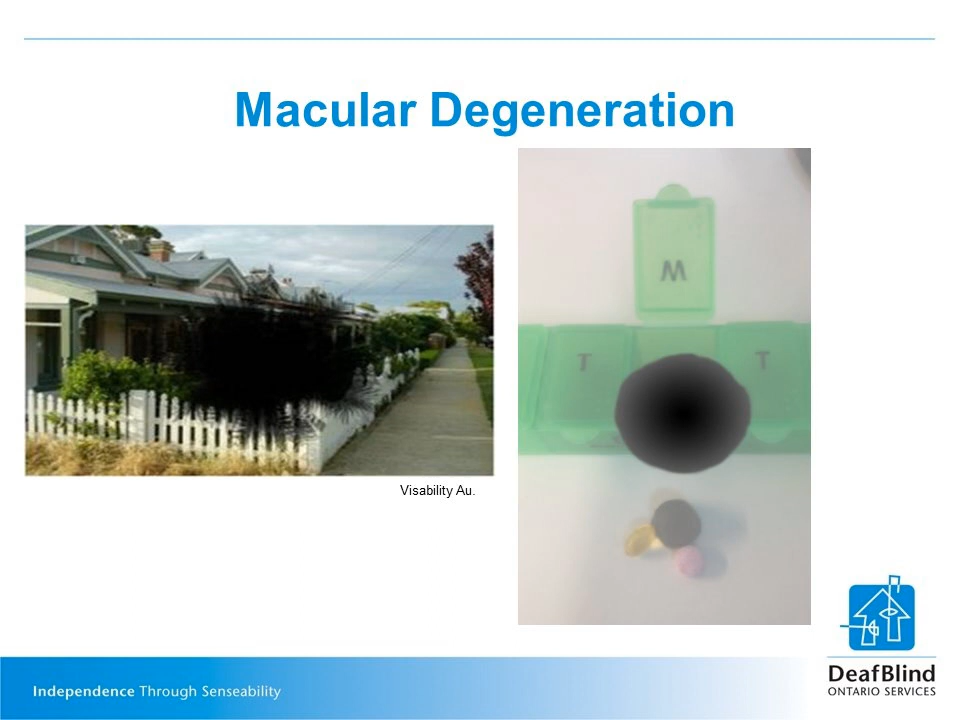 Macular Degeneration
M
T T
Visability Au.
Independence Through Senseability
DeafBlind
ONTARIO SERVICES